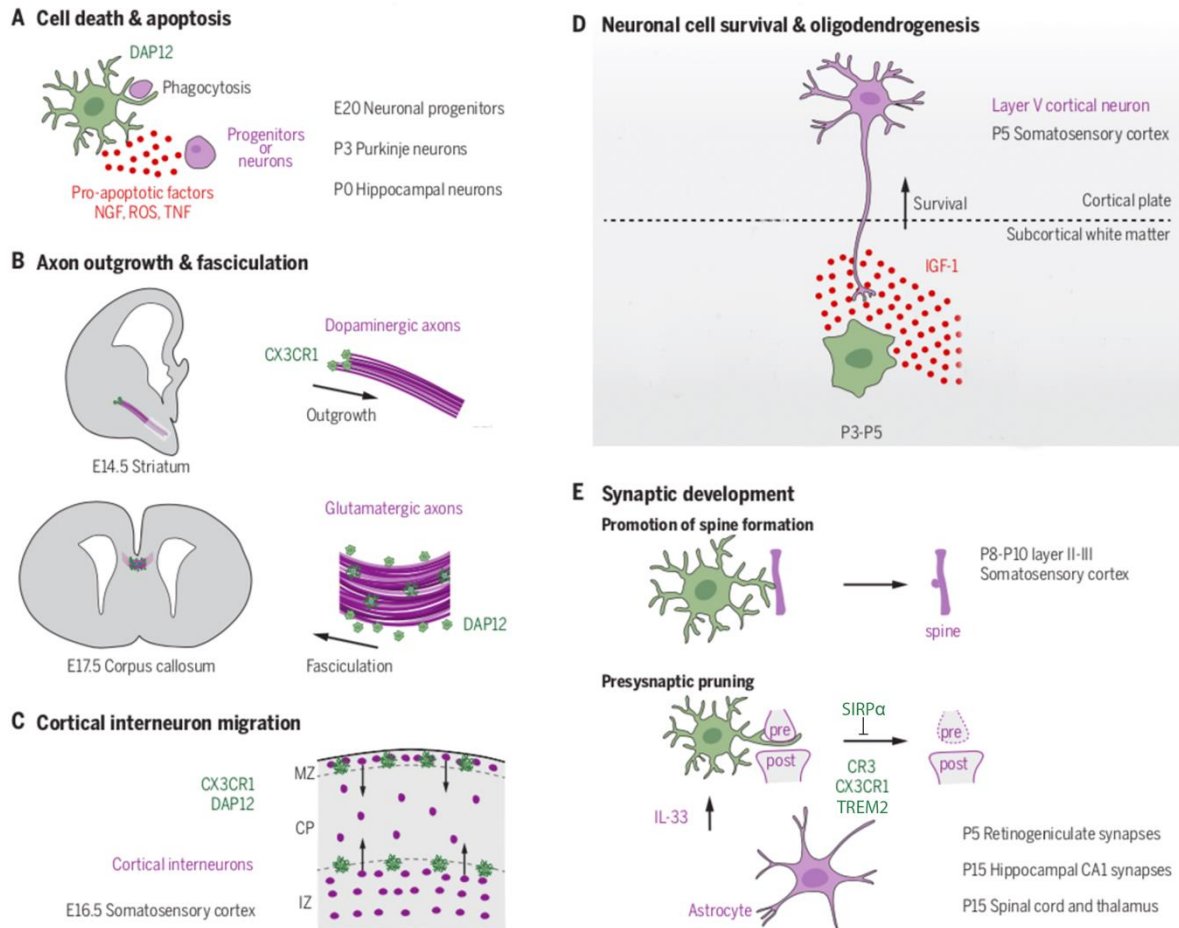 A Cell death & apoptosis
DAP12
Phagocytosis
Progenitors
or
neurons
Pro-apoptotic factors
NGF, ROS, TNF
E20 Neuronal progenitors
P3 Purkinje neurons
P0 Hippocampal neurons
B Axon outgrowth & fasciculation
Dopaminergic axons
CX3CR1
Outgrowth
E14.5 Striatum
Glutamatergic axons
DAP12
E17.5 Corpus callosum
Fasciculation
C Cortical interneuron migration
MZ
CX3CR1
DAP12
CP
Cortical interneurons
IZ
E16.5 Somatosensory cortex
D Neuronal cell survival & oligodendrogenesis
Layer V cortical neuron
P5 Somatosensory cortex
Survival
Cortical plate
Subcortical white matter
IGF-1
P3-P5
E Synaptic development
Promotion of spine formation
P8-P10 layer II-III
Somatosensory cortex
spine
Presynaptic pruning
SIRPα
pre
pre
post
post
CR3
CX3CR1
TREM2
IL-33
P5 Retinogeniculate synapses
P15 Hippocampal CA1 synapses
Astrocyte
P15 Spinal cord and thalamus